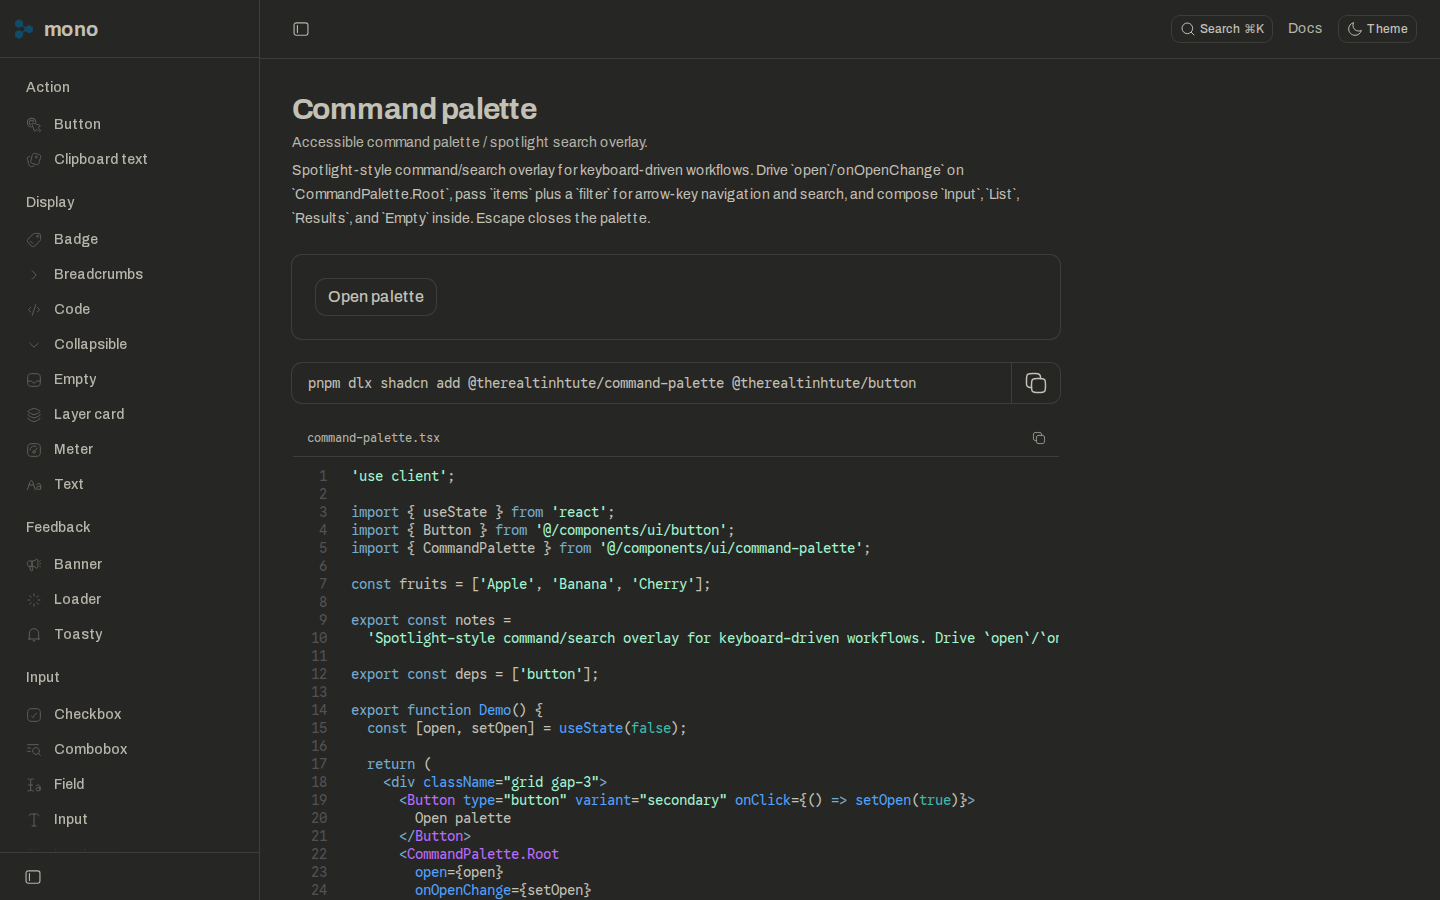 mono
Search ⌘K
Docs
Theme
Action
Button
Clipboard text
Display
Badge
Breadcrumbs
Code
Collapsible
Empty
Layer card
Meter
Text
Feedback
Banner
Loader
Toasty
Input
Checkbox
Combobox
Field
Input
Command palette
Accessible command palette / spotlight search overlay.
Spotlight-style command/search overlay for keyboard-driven workflows. Drive `open`/`onOpenChange` on
`CommandPalette.Root`, pass `items` plus a `filter` for arrow-key navigation and search, and compose `Input`, `List`,
`Results`, and `Empty` inside. Escape closes the palette.
Open palette
pnpm dlx shadcn add @therealtinhtute/command-palette @therealtinhtute/button
command-palette.tsx
1 'use client';
2
3 import { useState } from 'react';
4 import { Button } from '@/components/ui/button';
5 import { CommandPalette } from '@/components/ui/command-palette';
6
7 const fruits = ['Apple', 'Banana', 'Cherry'];
8
9 export const notes =
10 'Spotlight-style command/search overlay for keyboard-driven workflows. Drive `open`/`or
11
12 export const deps = ['button'];
13
14 export function Demo() {
15 const [open, setOpen] = useState(false);
16
17 return (
18 <div className="grid gap-3">
19 <Button type="button" variant="secondary" onClick={() => setOpen(true)}>
20 Open palette
21 </Button>
22 <CommandPalette.Root
23 open={open}
24 onOpenChange={setOpen}